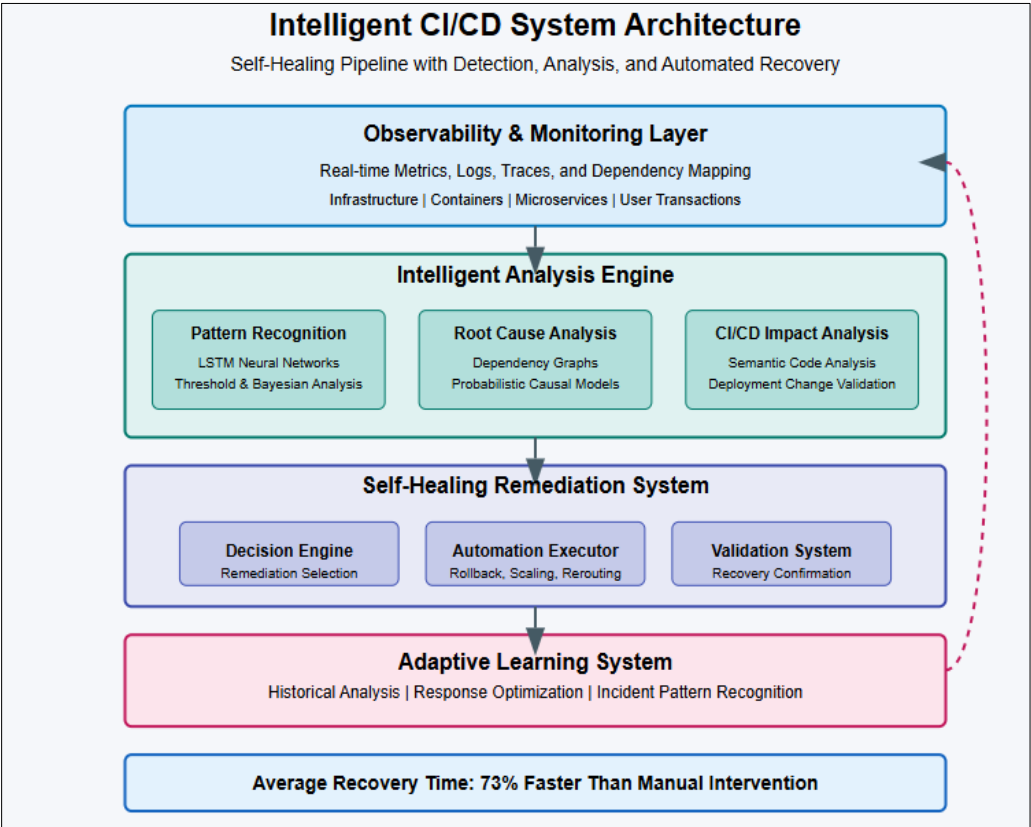 Intelligent CI/CD System Architecture
Self-Healing Pipeline with Detection, Analysis, and Automated Recovery
Observability & Monitoring Layer
Real-time Metrics, Logs, Traces, and Dependency Mapping
Infrastructure | Containers | Microservices | User Transactions
Intelligent Analysis Engine
Pattern Recognition
LSTM Neural Networks
Threshold & Bayesian Analysis
Root Cause Analysis
Dependency Graphs
Probabilistic Causal Models
CI/CD Impact Analysis
Semantic Code Analysis
Deployment Change Validation
Self-Healing Remediation System
Decision Engine
Remediation Selection
Automation Executor
Rollback, Scaling, Rerouting
Validation System
Recovery Confirmation
Adaptive Learning System
Historical Analysis | Response Optimization | Incident Pattern Recognition
Average Recovery Time: 73% Faster Than Manual Intervention